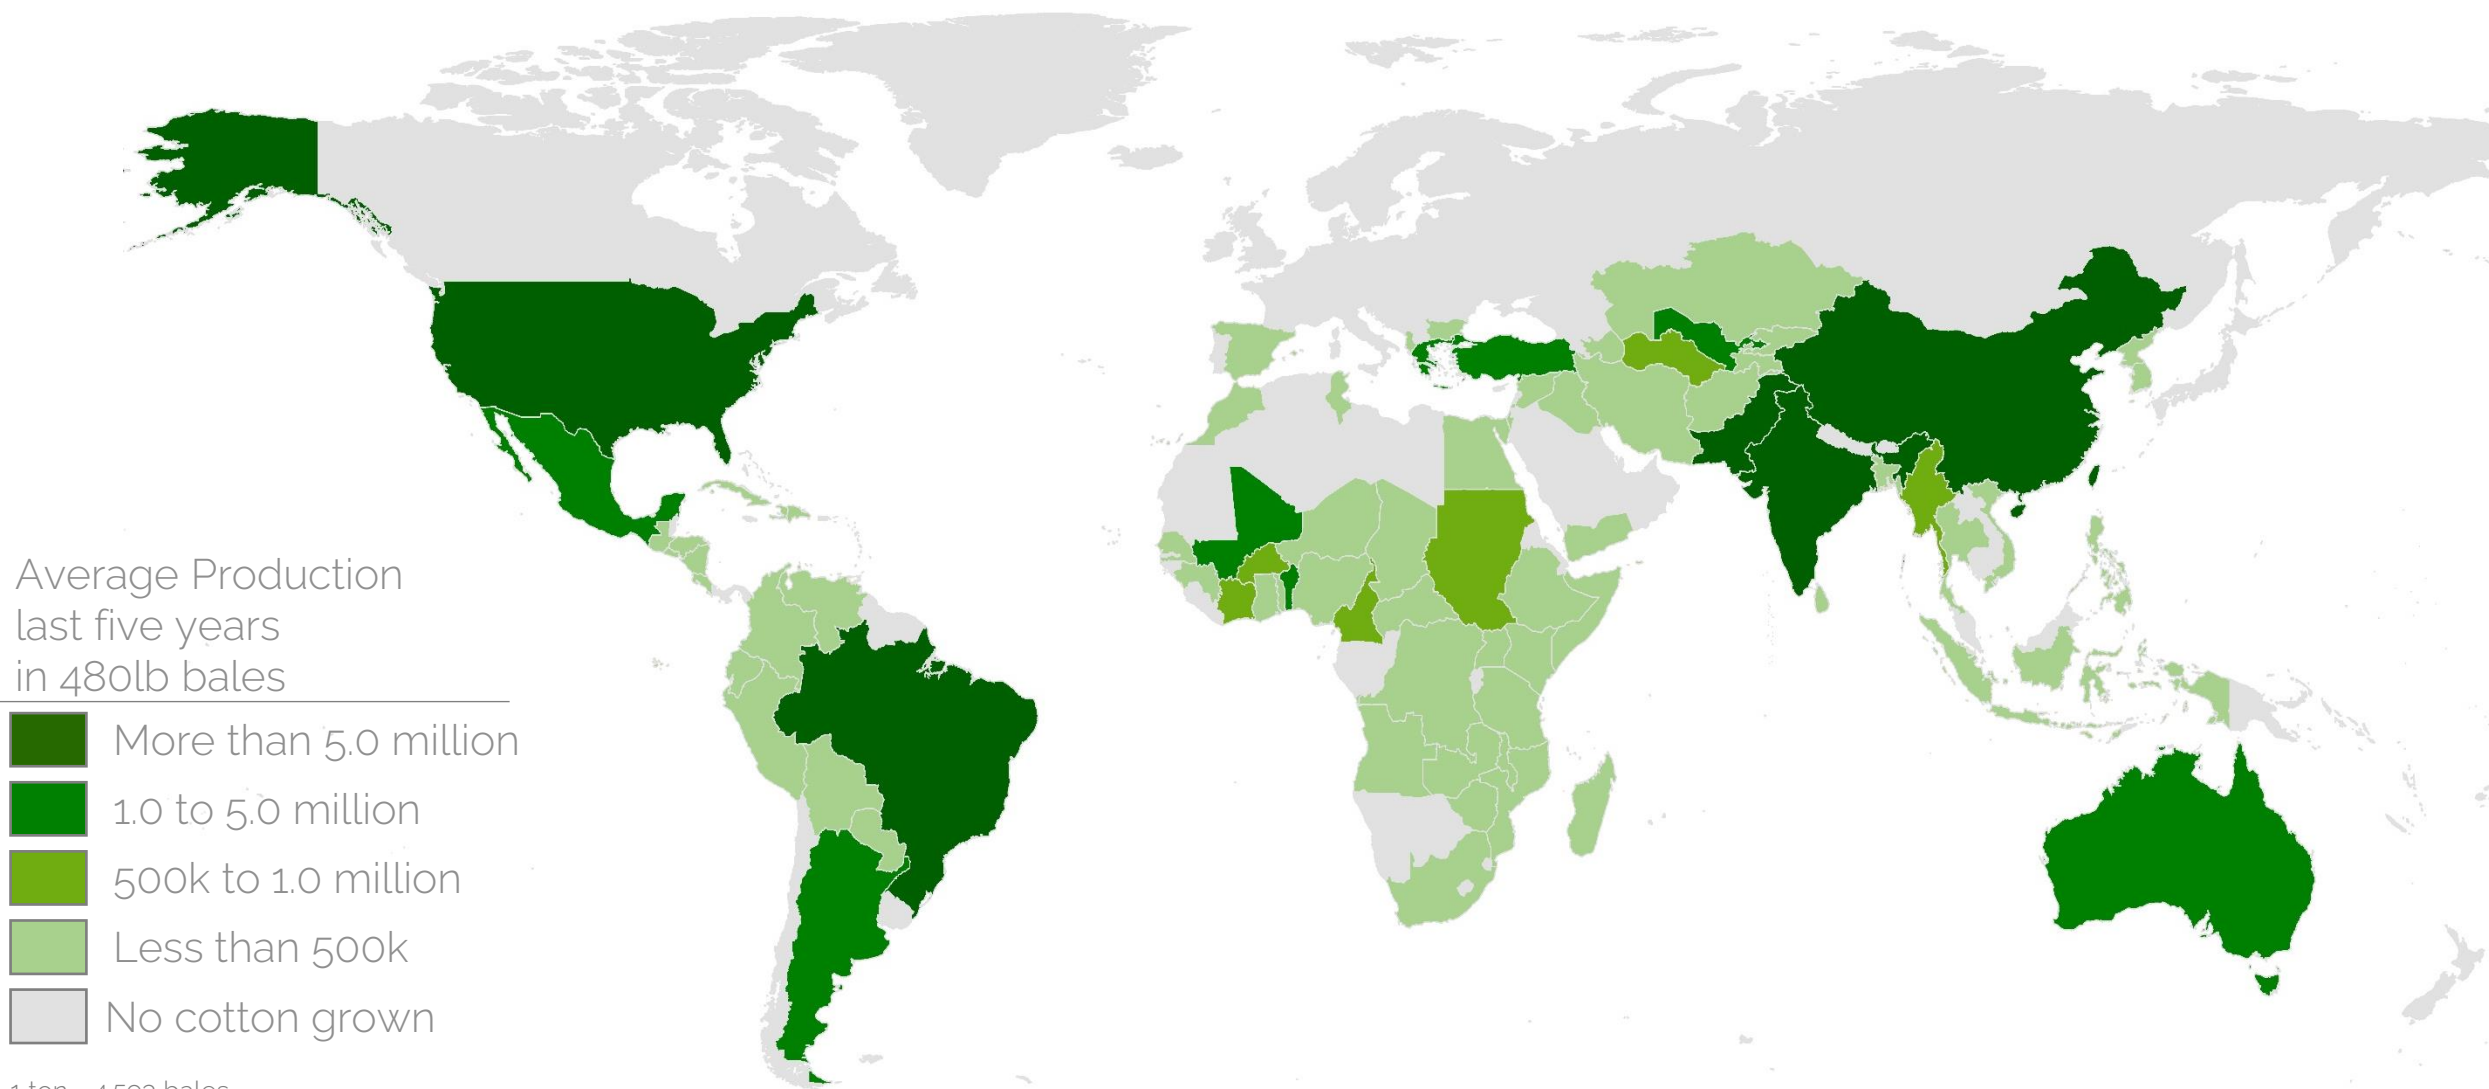 Average Production
last five years
in 480lb bales
More than 5.0 million
1.0 to 5.0 million
500k to 1.0 million
Less than 500k
No cotton grown